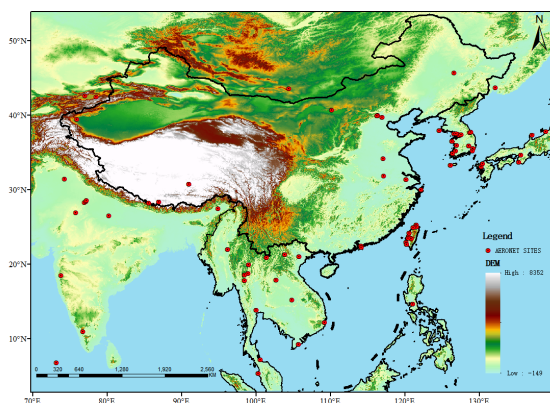 50°N
40°N
30°N
20°N
10°N
N
Legend
AERONET SITES
DEM
High : 8352
Low : -149
0 320 640 1,280 1,920 2,560
KM
70°E 80°E 90°E 100°E 110°E 120°E 130°E